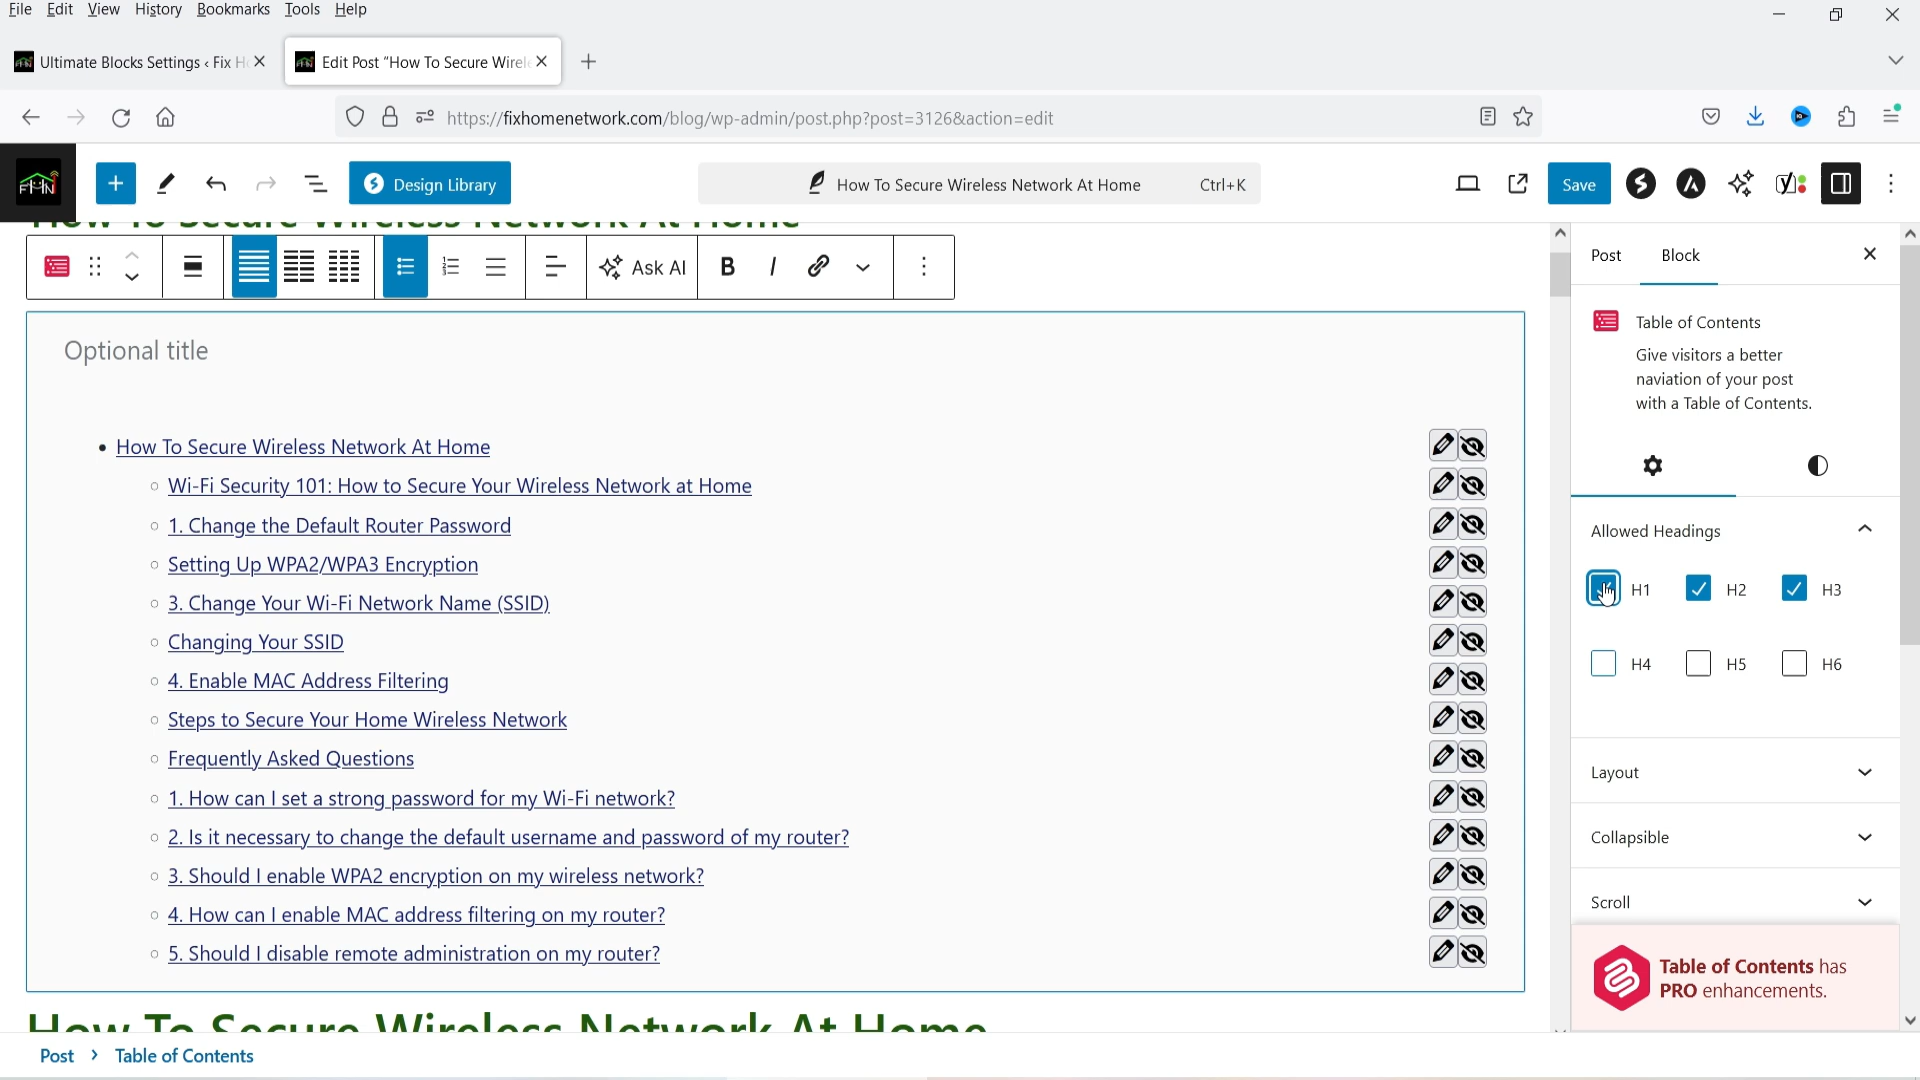 File Edit View History Bookmarks Tools Help
Ultimate Blocks Settings ‹ Fix H
Edit Post “How To Secure Wirel
https://fixhomenetwork.com/blog/wp-admin/post.php?post=3126&action=edit
Design Library
How To Secure Wireless Network At Home Ctrl+K
Save
How To Secure Wireless Network At Home
Ask AI B I
Post Block
Optional title
Table of Contents
Give visitors a better
naviation of your post
with a Table of Contents.
How To Secure Wireless Network At Home
Wi-Fi Security 101: How to Secure Your Wireless Network at Home
1. Change the Default Router Password
Setting Up WPA2/WPA3 Encryption
3. Change Your Wi-Fi Network Name (SSID)
Changing Your SSID
4. Enable MAC Address Filtering
Steps to Secure Your Home Wireless Network
Frequently Asked Questions
1. How can I set a strong password for my Wi-Fi network?
2. Is it necessary to change the default username and password of my router?
3. Should I enable WPA2 encryption on my wireless network?
4. How can I enable MAC address filtering on my router?
5. Should I disable remote administration on my router?
Allowed Headings
H1 H2 H3
H4 H5 H6
Layout
Collapsible
Scroll
Table of Contents has
PRO enhancements.
How To Secure Wireless Network At Home
Post › Table of Contents